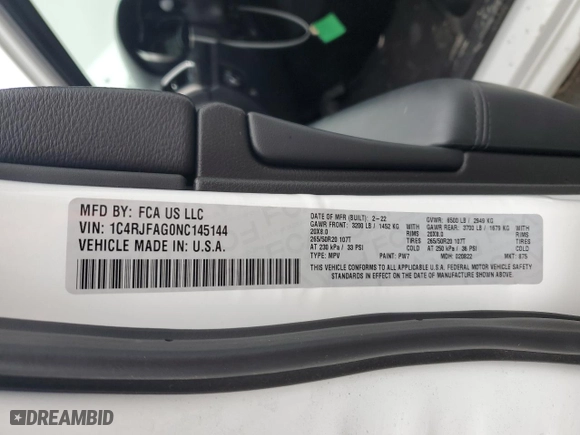 MFD BY: FCA US LLC
VIN: 1C4RJFAG0NC145144
VEHICLE MADE IN: U.S.A.
DATE OF MFR (BUILT): 2-22 GVWR: 6500 LB / 2949 KG
GAWR FRONT: 3200 LB / 1452 KG WITH GAWR REAR: 3700 LB / 1678 KG WITH
20X8.0 RIMS 20X8.0 RIMS
265/50R20 107T TIRES 265/50R20 107T TIRES
AT 230 kPa / 33 PSI COLD AT 250 kPa / 36 PSI COLD
THIS VEHICLE CONFORMS TO ALL APPLICABLE U.S.A. FEDERAL MOTOR VEHICLE SAFETY
STANDARDS IN EFFECT ON THE DATE OF MANUFACTURE SHOWN ABOVE.
TYPE: MPV PAINT: PW7 MDH: 020822 MKT: 875
DREAMBID